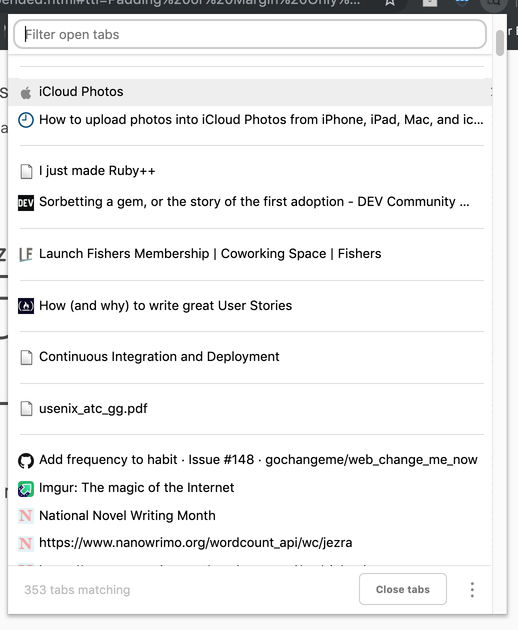 Filter open tabs
iCloud Photos
How to upload photos into iCloud Photos from iPhone, iPad, Mac, and ic...
I just made Ruby++
DEV Sorbetting a gem, or the story of the first adoption - DEV Community ...
LF Launch Fishers Membership | Coworking Space | Fishers
How (and why) to write great User Stories
Continuous Integration and Deployment
usenix_atc_gg.pdf
Add frequency to habit · Issue #148 · gochangeme/web_change_me_now
Imgur: The magic of the Internet
N National Novel Writing Month
N https://www.nanowrimo.org/wordcount_api/wc/jezra
353 tabs matching
Close tabs